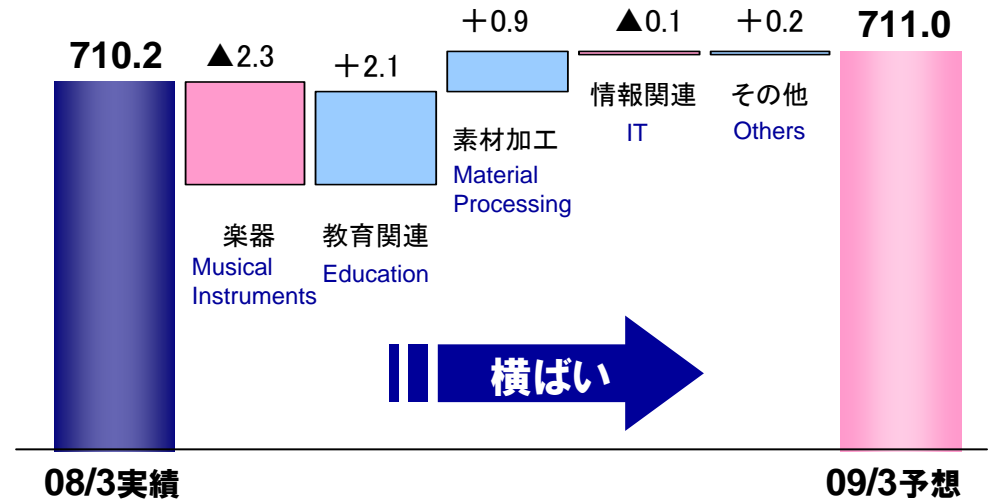 710.2
▲2.3
＋2.1
＋0.9
▲0.1
＋0.2
711.0
楽器
Musical
Instruments
教育関連
Education
素材加工
Material
Processing
情報関連
IT
その他
Others
横ばい
08/3実績
09/3予想